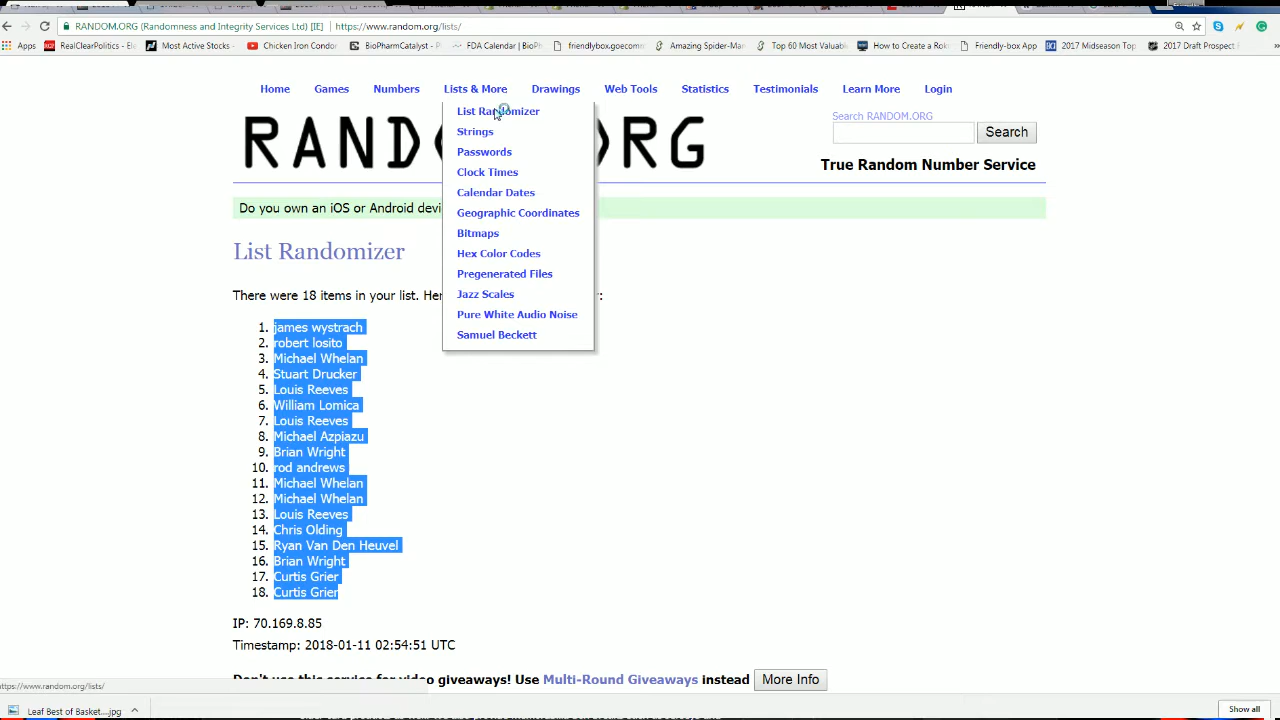 RANDOM.ORG (Randomness and Integrity Services Ltd) [IE]
https://www.random.org/lists/
Apps
RealClearPolitics - Ele
Most Active Stocks -
Chicken Iron Condor
BioPharmCatalyst - P
FDA Calendar | BioPh
friendlybox.goecomm
Amazing Spider-Man
Top 60 Most Valuable
How to Create a Rok
Friendly-box App
2017 Midseason Top
2017 Draft Prospect F
Home
Games
Numbers
Lists & More
Drawings
Web Tools
Statistics
Testimonials
Learn More
Login
List Randomizer
Strings
Passwords
Clock Times
Calendar Dates
Geographic Coordinates
Bitmaps
Hex Color Codes
Pregenerated Files
Jazz Scales
Pure White Audio Noise
Samuel Beckett
Search RANDOM.ORG
Search
True Random Number Service
Do you own an iOS or Android devi
List Randomizer
There were 18 items in your list. Her
1. james wystrach
2. robert losito
3. Michael Whelan
4. Stuart Drucker
5. Louis Reeves
6. William Lomica
7. Louis Reeves
8. Michael Azpiazu
9. Brian Wright
10. rod andrews
11. Michael Whelan
12. Michael Whelan
13. Louis Reeves
14. Chris Olding
15. Ryan Van Den Heuvel
16. Brian Wright
17. Curtis Grier
18. Curtis Grier
IP: 70.169.8.85
Timestamp: 2018-01-11 02:54:51 UTC
Don't use this service for video giveaways! Use Multi-Round Giveaways instead
More Info
https://www.random.org/lists/
Leaf Best of Basket....jpg
Show all